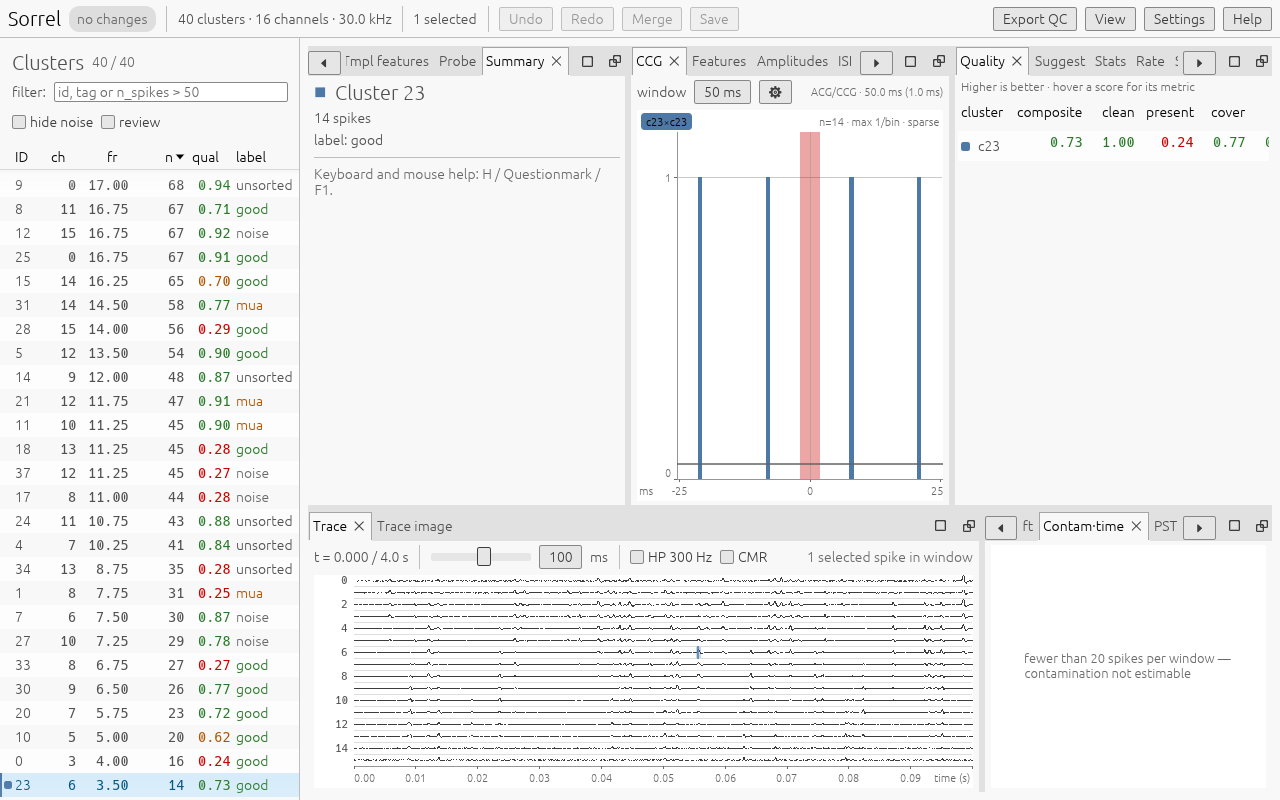 Sorrel no changes 40 clusters · 16 channels · 30.0 kHz 1 selected Undo Redo Merge Save Export QC View Settings Help
Clusters 40 / 40
filter: id, tag or n_spikes > 50
hide noise review
ID ch fr n qual label
9 0 17.00 68 0.94 unsorted
8 11 16.75 67 0.71 good
12 15 16.75 67 0.92 noise
25 0 16.75 67 0.91 good
15 14 16.25 65 0.70 good
31 14 14.50 58 0.77 mua
28 15 14.00 56 0.29 good
5 12 13.50 54 0.90 good
14 9 12.00 48 0.87 unsorted
21 12 11.75 47 0.91 mua
11 10 11.25 45 0.90 mua
18 13 11.25 45 0.28 good
37 12 11.25 45 0.27 noise
17 8 11.00 44 0.28 noise
24 11 10.75 43 0.88 unsorted
4 7 10.25 41 0.84 unsorted
34 13 8.75 35 0.28 unsorted
1 8 7.75 31 0.25 mua
7 6 7.50 30 0.87 noise
27 10 7.25 29 0.78 noise
33 8 6.75 27 0.27 good
30 9 6.50 26 0.77 good
20 7 5.75 23 0.72 good
10 5 5.00 20 0.62 good
0 3 4.00 16 0.24 good
23 6 3.50 14 0.73 good
Tmpl features Probe Summary
Cluster 23
14 spikes
label: good
Keyboard and mouse help: H / Questionmark /
F1.
CCG Features Amplitudes ISI
window 50 ms ACG/CCG · 50.0 ms (1.0 ms)
c23×c23 n=14 · max 1/bin · sparse
1
0
ms -25 0 25
Quality Suggest Stats Rate
Higher is better · hover a score for its metric
cluster composite clean present cover
c23 0.73 1.00 0.24 0.77
Trace Trace image
t = 0.000 / 4.0 s 100 ms HP 300 Hz CMR 1 selected spike in window
0
2
4
6
8
10
12
14
0.00 0.01 0.02 0.03 0.04 0.05 0.06 0.07 0.08 0.09 time (s)
ft Contam·time PST
fewer than 20 spikes per window —
contamination not estimable